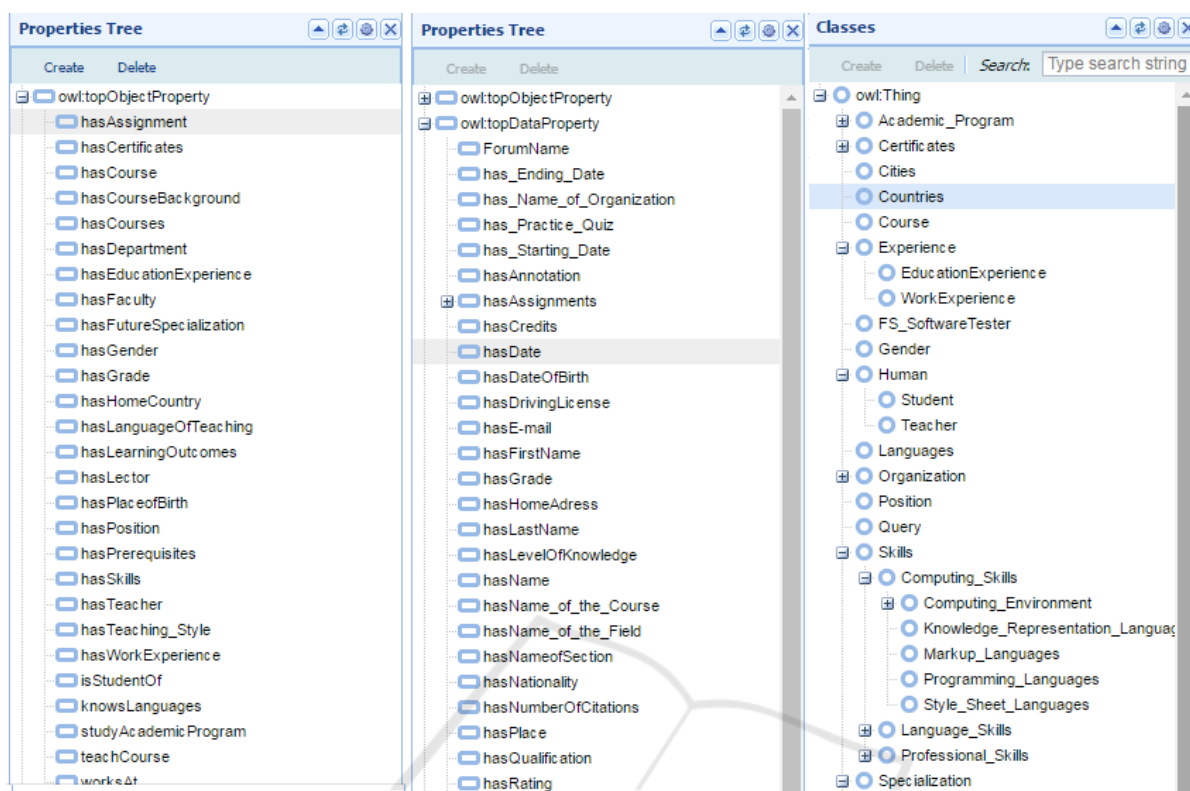 Properties Tree
Create Delete
owl:topObjectProperty
hasAssignment
hasCertificates
hasCourse
hasCourseBackground
hasCourses
hasDepartment
hasEducationExperience
hasFaculty
hasFutureSpecialization
hasGender
hasGrade
hasHomeCountry
hasLanguageOfTeaching
hasLearningOutcomes
hasLector
hasPlaceofBirth
hasPosition
hasPrerequisites
hasSkills
hasTeacher
hasTeaching_Style
hasWorkExperience
isStudentOf
knowsLanguages
studyAcademicProgram
teachCourse
worksAt
Properties Tree
Create Delete
owl:topObjectProperty
owl:topDataProperty
ForumName
has_Ending_Date
has_Name_of_Organization
has_Practice_Quiz
has_Starting_Date
hasAnnotation
hasAssignments
hasCredits
hasDate
hasDateOfBirth
hasDrivingLicense
hasE-mail
hasFirstName
hasGrade
hasHomeAdress
hasLastName
hasLevelOfKnowledge
hasName
hasName_of_the_Course
hasName_of_the_Field
hasNameofSection
hasNationality
hasNumberOfCitations
hasPlace
hasQualification
hasRating
Classes
Create Delete Search: Type search string
owl:Thing
Academic_Program
Certificates
Cities
Countries
Course
Experience
EducationExperience
WorkExperience
FS_SoftwareTester
Gender
Human
Student
Teacher
Languages
Organization
Position
Query
Skills
Computing_Skills
Computing_Environment
Knowledge_Representation_Languag
Markup_Languages
Programming_Languages
Style_Sheet_Languages
Language_Skills
Professional_Skills
Specialization